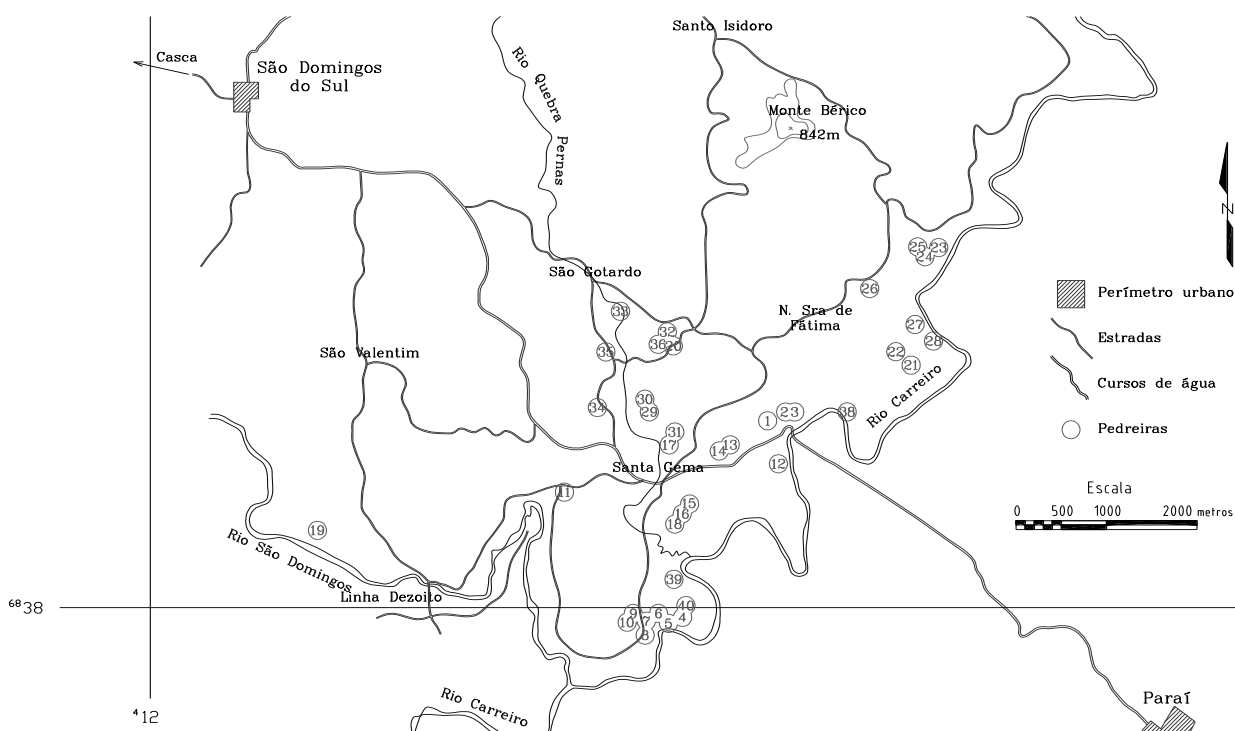 Santo Isidoro
Casca
São Domingos
do Sul
Rio Quebra Pernas
Monte Bérico
842m
N
25 23
24
São Gotardo
26
Perímetro urbano
33
N. Sra de
Fátima
27
32
Estradas
36 20
28
São Valentim
35
22
21
Cursos de água
Rio Carreiro
30
34
29
1
2 3
38
Pedreiras
31
17
14 13
Santa Gema
12
11
Escala
15
0 500 1000 2000 metros
16
18
19
Rio São Domingos
39
Linha Dezoito
68 38
40
9 6 4
10 7 5
8
Rio Carreiro
Paraí
4 12